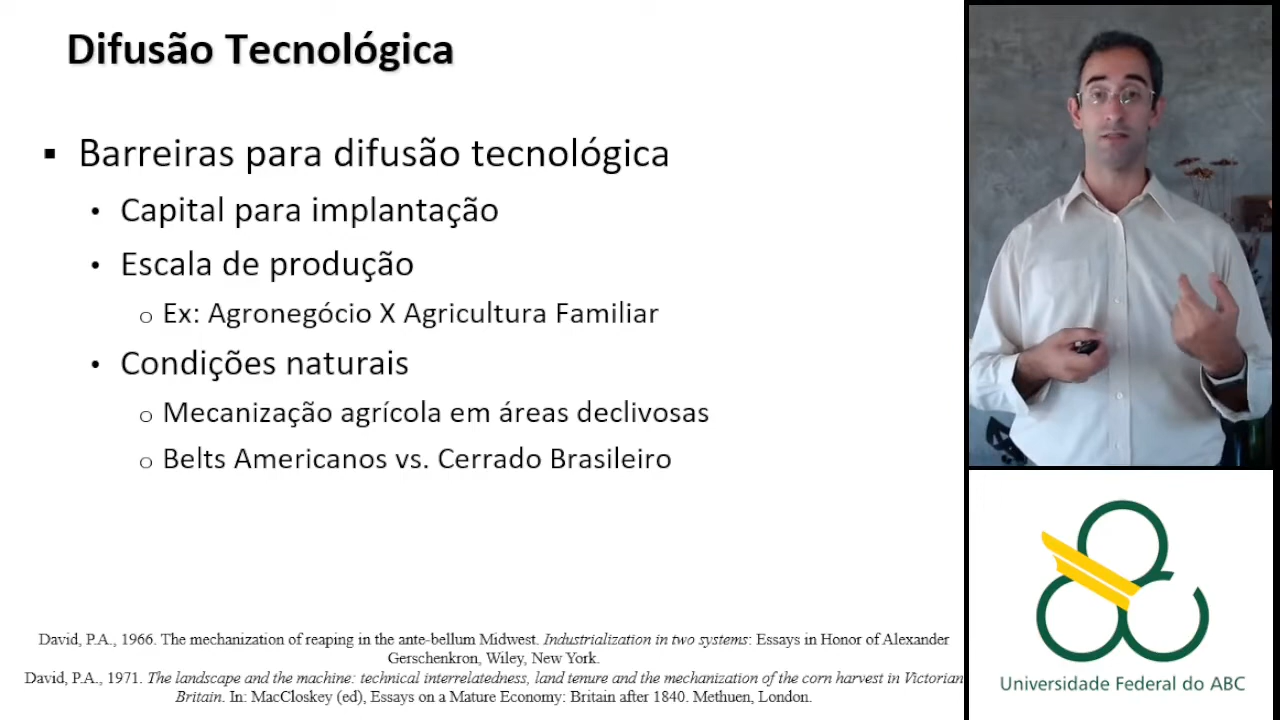 Difusão Tecnológica
Barreiras para difusão tecnológica
Capital para implantação
Escala de produção
Ex: Agronegócio X Agricultura Familiar
Condições naturais
Mecanização agrícola em áreas declivosas
Belts Americanos vs. Cerrado Brasileiro
David, P.A., 1966. The mechanization of reaping in the ante-bellum Midwest. Industrialization in two systems: Essays in Honor of Alexander
Gerschenkron, Wiley, New York.
David, P.A., 1971. The landscape and the machine: technical interrelatedness, land tenure and the mechanization of the corn harvest in Victorian
Britain. In: MacCloskey (ed), Essays on a Mature Economy: Britain after 1840. Methuen, London.
Universidade Federal do ABC